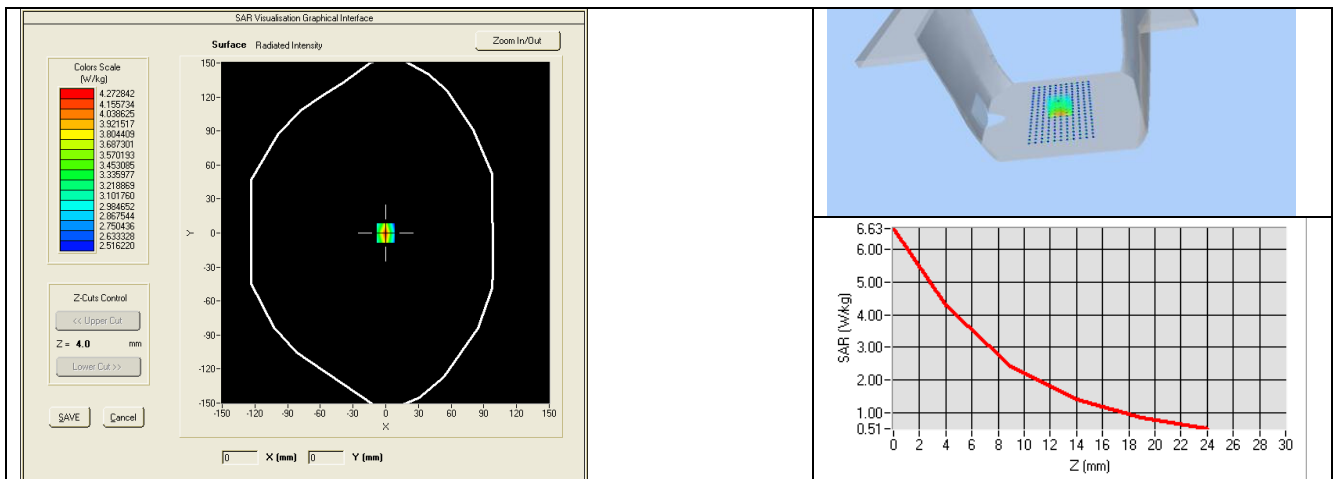 SAR Visualisation Graphical Interface
Surface Radiated Intensity
Zoom In/Out
Colors Scale
(W/kg)
4.272842
4.155734
4.038625
3.921517
3.804409
3.687301
3.570193
3.453085
3.335977
3.218869
3.101760
2.984652
2.867544
2.750436
2.633328
2.516220
Z-Cuts Control
<< Upper Cut
Z = 4.0 mm
Lower Cut >>
SAVE Cancel
150
120
90
60
30
0
-30
-60
-90
-120
-150
Y
-150 -120 -90 -60 -30 0 30 60 90 120 150
X
0 X (mm) 0 Y (mm)
6.63
6.00
5.00
4.00
3.00
2.00
1.00
0.51
SAR (W/kg)
0 2 4 6 8 10 12 14 16 18 20 22 24 26 28 30
Z (mm)